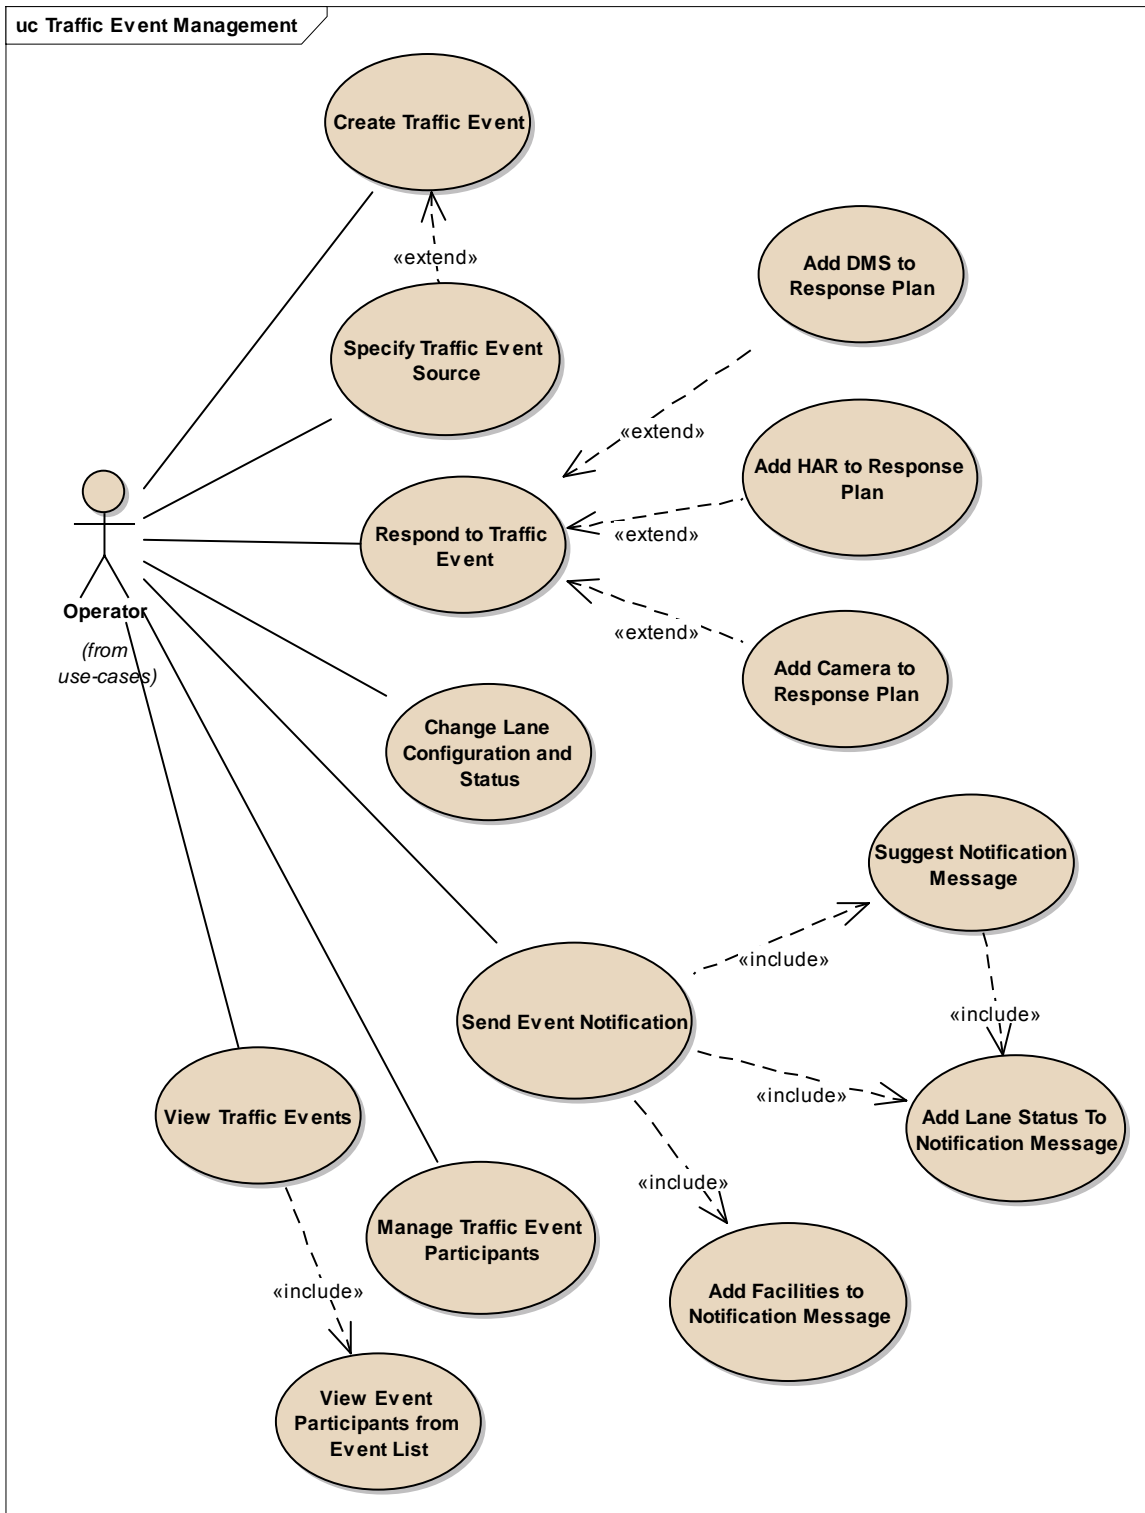 uc Traffic Event Management
Create Traffic Event
«extend»
Specify Traffic Event
Source
Add DMS to
Response Plan
«extend»
Add HAR to Response
Plan
«extend»
Respond to Traffic
Event
«extend»
Add Camera to
Response Plan
Operator
(from
use-cases)
Change Lane
Configuration and
Status
Suggest Notification
Message
«include»
Send Event Notification
«include»
«include»
Add Lane Status To
Notification Message
View Traffic Events
«include»
Manage Traffic Event
Participants
Add Facilities to
Notification Message
«include»
View Event
Participants from
Event List